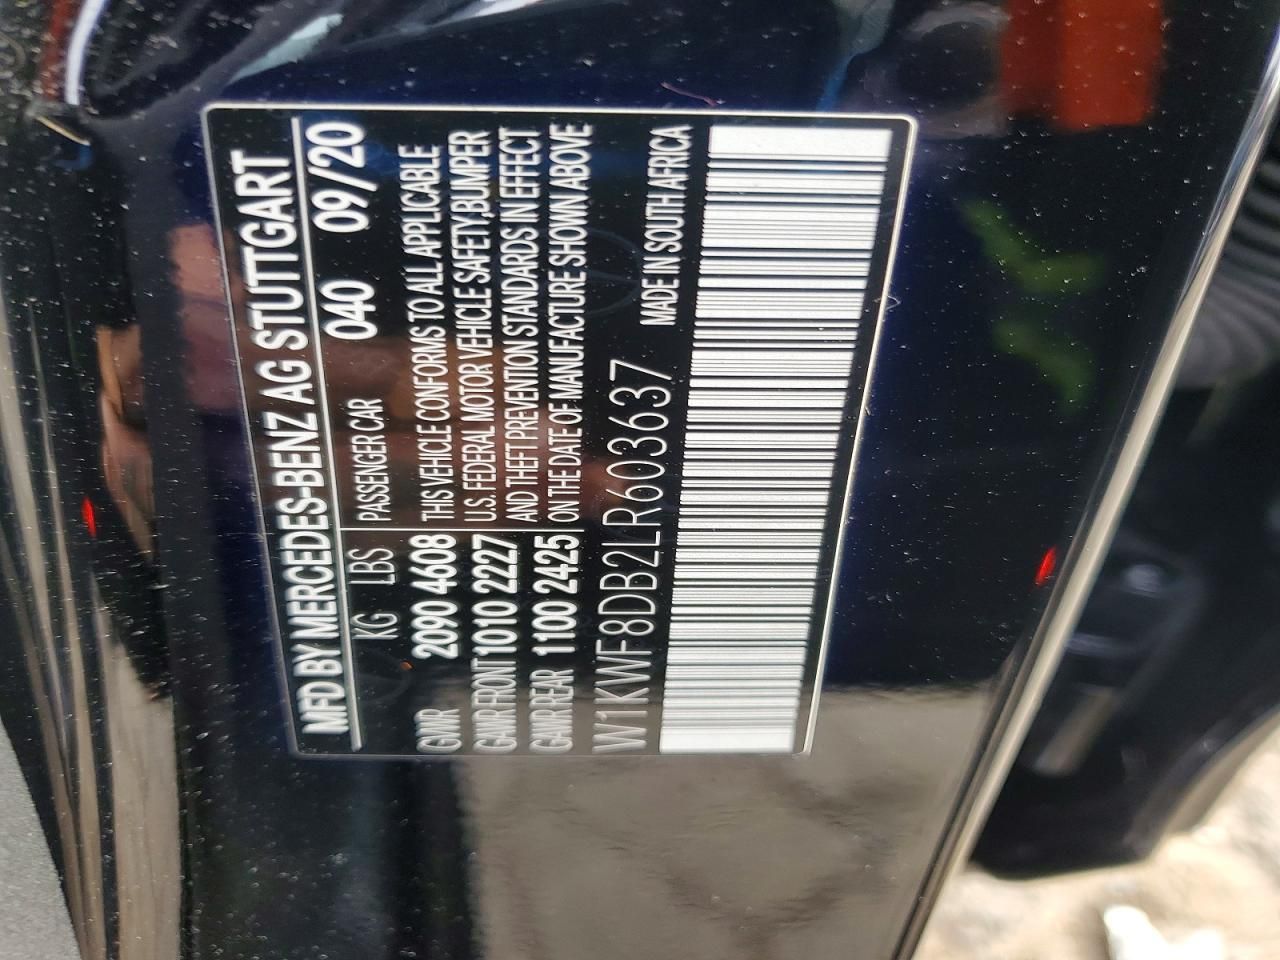 MFD BY MERCEDES-BENZ AG STUTTGART
KG LBS
040 09/20
PASSENGER CAR
GVWR 2090 4608
GAWR FRONT 1010 2227
GAWR REAR 1100 2425
THIS VEHICLE CONFORMS TO ALL APPLICABLE
U.S. FEDERAL MOTOR VEHICLE SAFETY,BUMPER
AND THEFT PREVENTION STANDARDS IN EFFECT
ON THE DATE OF MANUFACTURE SHOWN ABOVE
W1KWF8DB2LR603637
MADE IN SOUTH AFRICA